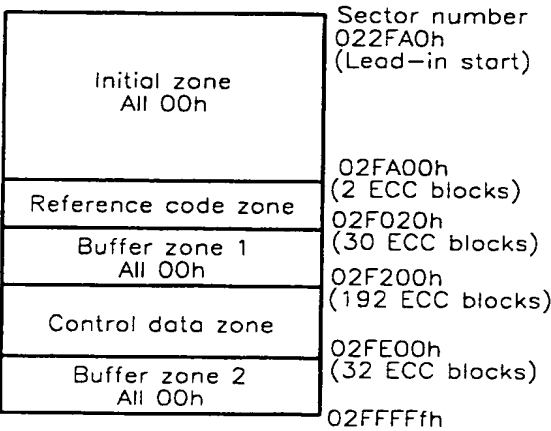 Sector number
022FA0h
(Lead-in start)
Initial zone
All 00h
02FA00h
(2 ECC blocks)
Reference code zone
02F020h
(30 ECC blocks)
Buffer zone 1
All 00h
02F200h
(192 ECC blocks)
Control data zone
02FE00h
(32 ECC blocks)
Buffer zone 2
All 00h
02FFFFfh